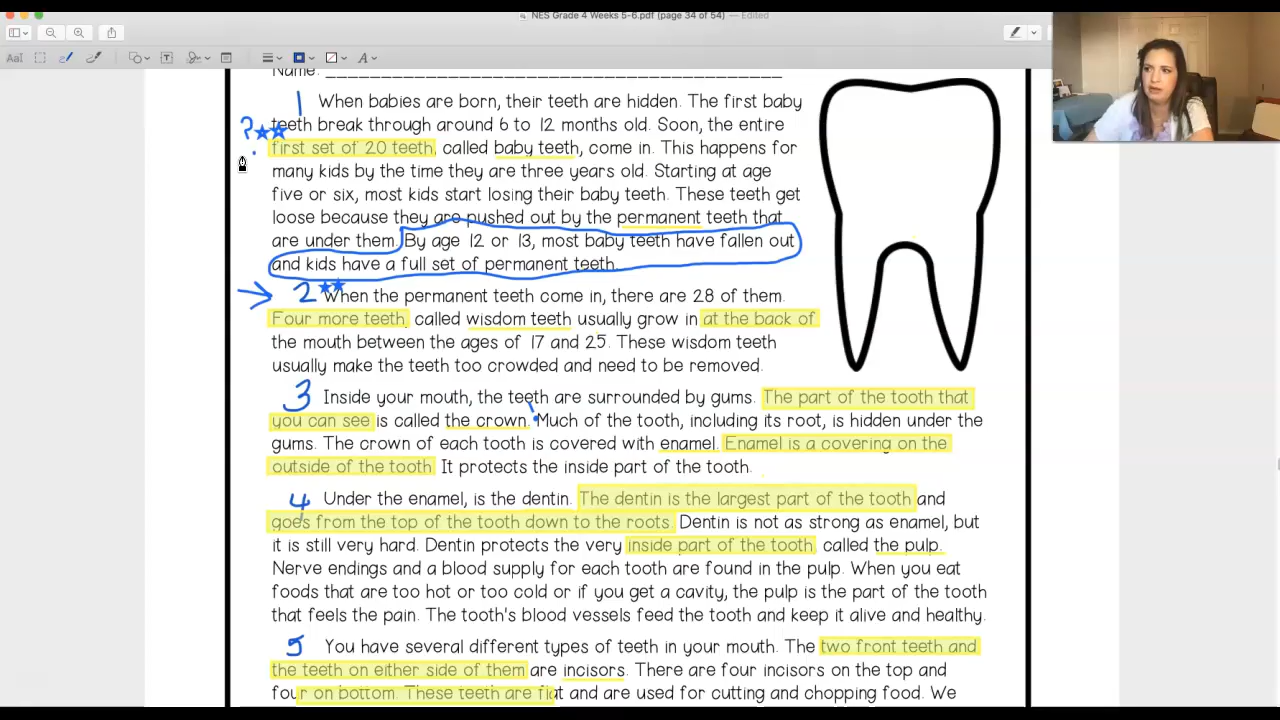 NES Grade 4 Weeks 5-6.pdf (page 34 of 54) — Edited
AaI T A
Name: ________________________________________
1 When babies are born, their teeth are hidden. The first baby
? teeth break through around 6 to 12 months old. Soon, the entire
first set of 20 teeth, called baby teeth, come in. This happens for
many kids by the time they are three years old. Starting at age
five or six, most kids start losing their baby teeth. These teeth get
loose because they are pushed out by the permanent teeth that
are under them. By age 12 or 13, most baby teeth have fallen out
and kids have a full set of permanent teeth.
2 When the permanent teeth come in, there are 28 of them.
Four more teeth, called wisdom teeth usually grow in at the back of
the mouth between the ages of 17 and 25. These wisdom teeth
usually make the teeth too crowded and need to be removed.
3 Inside your mouth, the teeth are surrounded by gums. The part of the tooth that
you can see is called the crown. Much of the tooth, including its root, is hidden under the
gums. The crown of each tooth is covered with enamel. Enamel is a covering on the
outside of the tooth. It protects the inside part of the tooth.
4 Under the enamel, is the dentin. The dentin is the largest part of the tooth and
goes from the top of the tooth down to the roots. Dentin is not as strong as enamel, but
it is still very hard. Dentin protects the very inside part of the tooth, called the pulp.
Nerve endings and a blood supply for each tooth are found in the pulp. When you eat
foods that are too hot or too cold or if you get a cavity, the pulp is the part of the tooth
that feels the pain. The tooth's blood vessels feed the tooth and keep it alive and healthy.
5 You have several different types of teeth in your mouth. The two front teeth and
the teeth on either side of them are incisors. There are four incisors on the top and
four on bottom. These teeth are flat and are used for cutting and chopping food. We